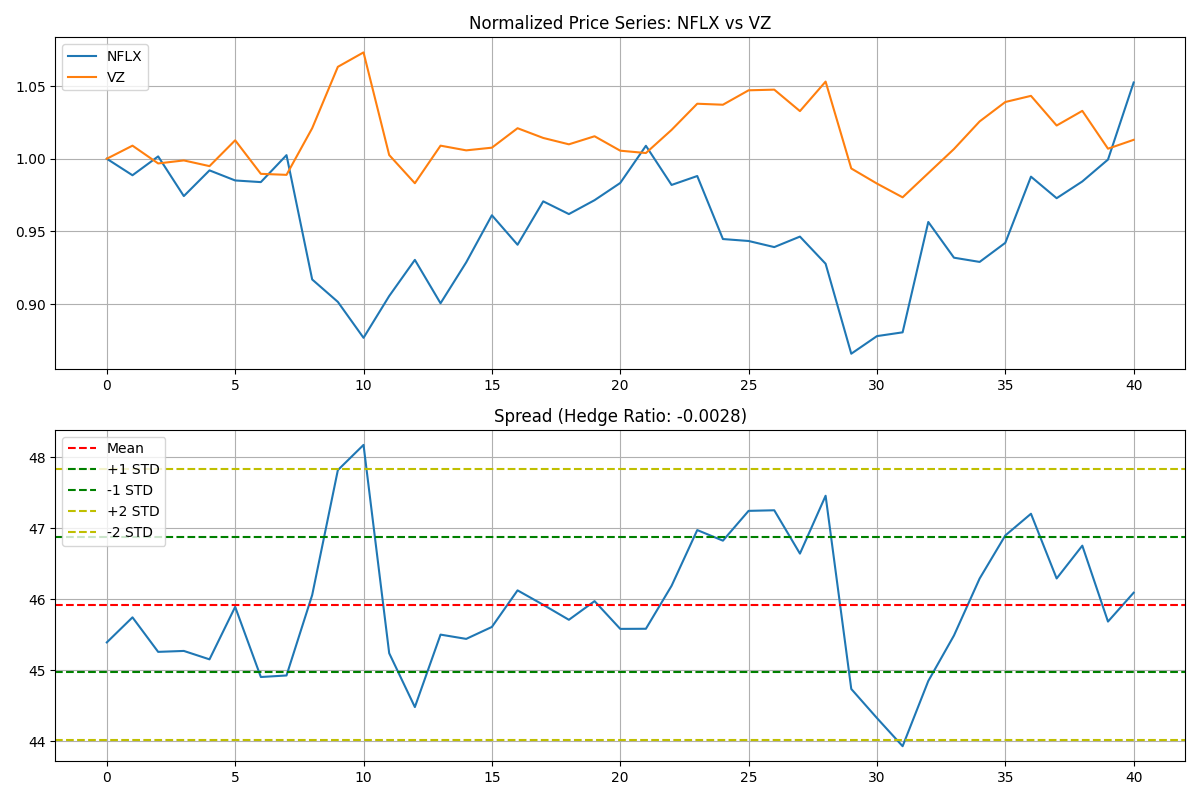 Normalized Price Series: NFLX vs VZ
NFLX
VZ
1.05
1.00
0.95
0.90
0 5 10 15 20 25 30 35 40
Spread (Hedge Ratio: -0.0028)
Mean
+1 STD
-1 STD
+2 STD
-2 STD
48
47
46
45
44
0 5 10 15 20 25 30 35 40